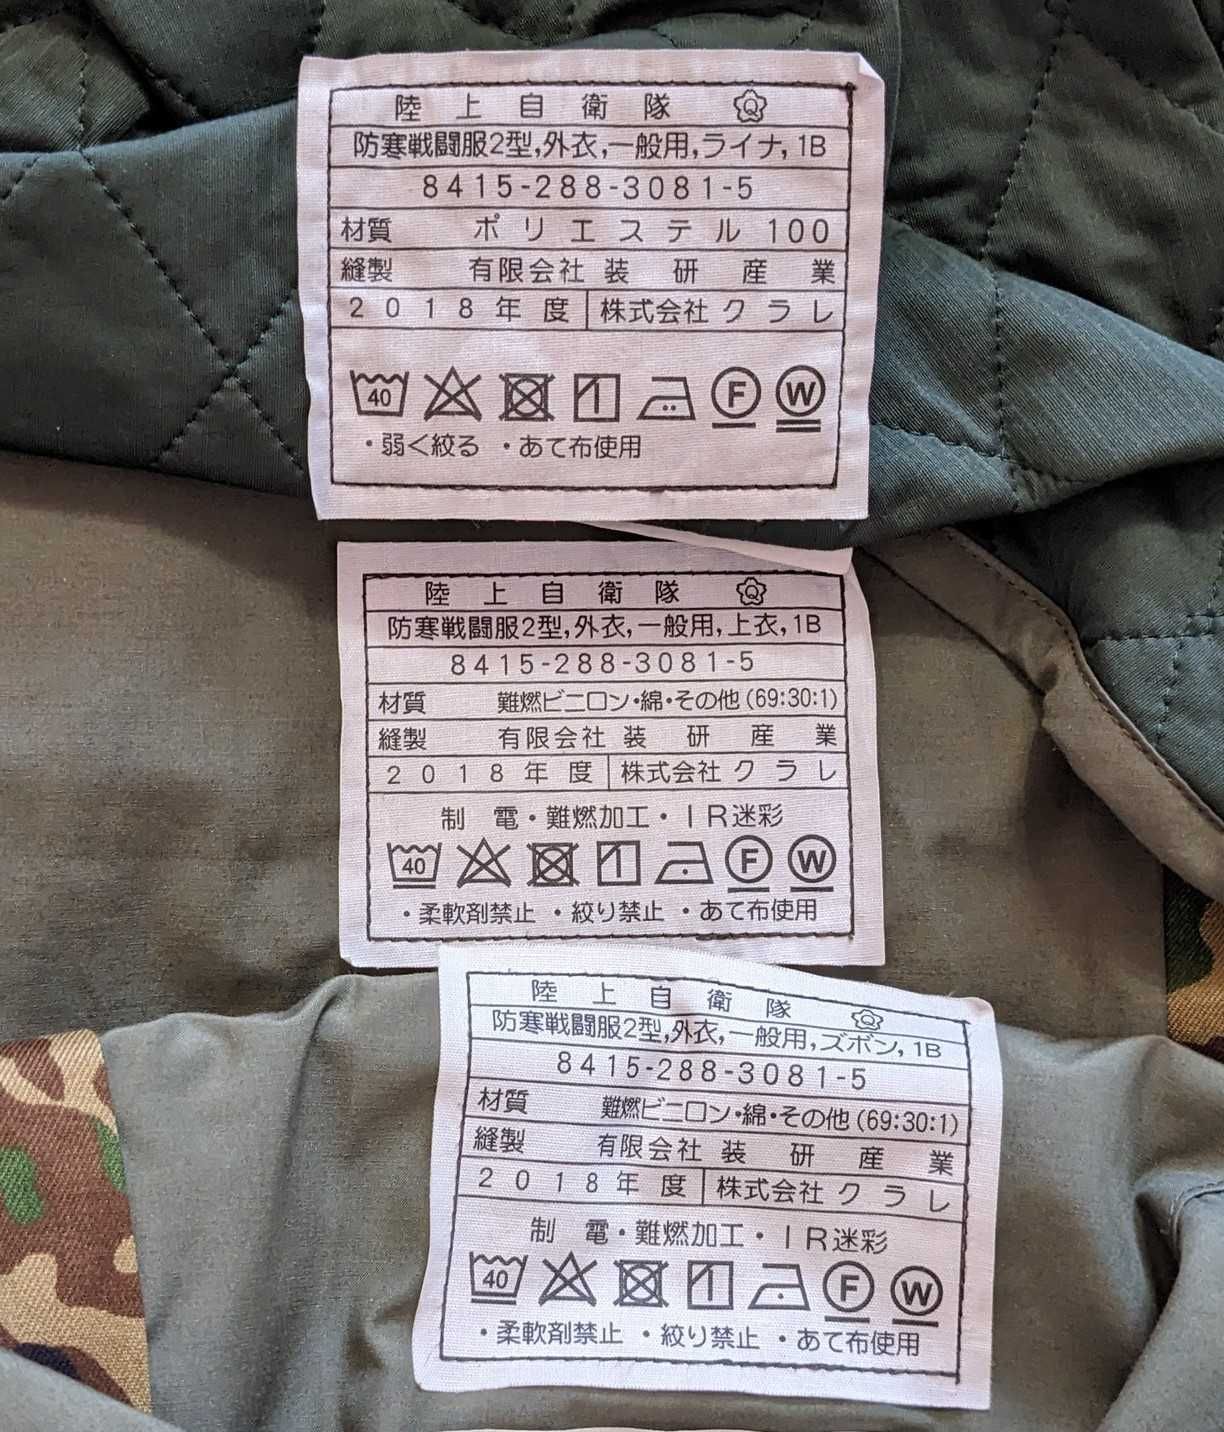 陸上自衛隊 Q
防寒戦闘服2型,外衣,一般用,ライナ,1B
8415-288-3081-5
材質 ポリエステル 100
縫製 有限会社 装研産業
2018年度 株式会社クラレ
40 F W
・弱く絞る ・あて布使用
陸上自衛隊 Q
防寒戦闘服2型,外衣,一般用,上衣,1B
8415-288-3081-5
材質 難燃ビニロン・綿・その他(69:30:1)
縫製 有限会社 装研産業
2018年度 株式会社クラレ
制電・難燃加工・IR迷彩
40 F W
・柔軟剤禁止 ・絞り禁止 ・あて布使用
陸上自衛隊 Q
防寒戦闘服2型,外衣,一般用,ズボン,1B
8415-288-3081-5
材質 難燃ビニロン・綿・その他(69:30:1)
縫製 有限会社 装研産業
2018年度 株式会社クラレ
制電・難燃加工・IR迷彩
40 F W
・柔軟剤禁止 ・絞り禁止 ・あて布使用